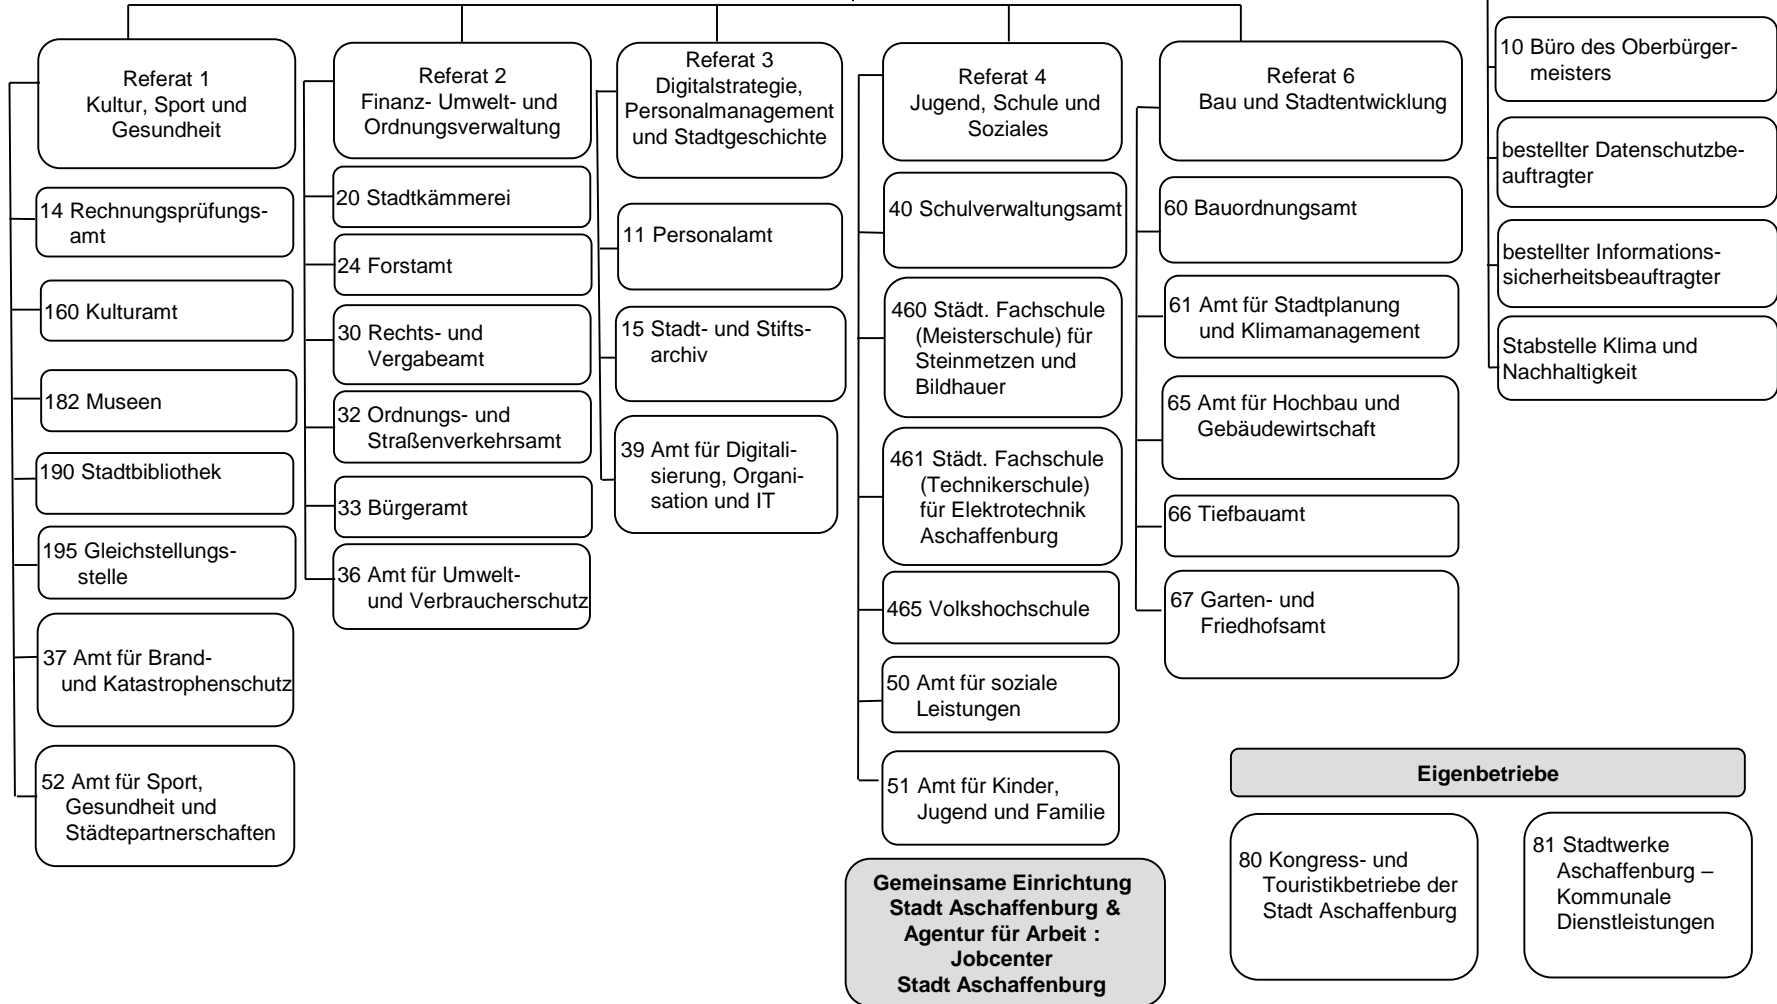 Referat 1
Kultur, Sport und
Gesundheit
14 Rechnungsprüfungs-
amt
160 Kulturamt
182 Museen
190 Stadtbibliothek
195 Gleichstellungs-
stelle
37 Amt für Brand-
und Katastrophenschutz
52 Amt für Sport,
Gesundheit und
Städtepartnerschaften
Referat 2
Finanz- Umwelt- und
Ordnungsverwaltung
20 Stadtkämmerei
24 Forstamt
30 Rechts- und
Vergabeamt
32 Ordnungs- und
Straßenverkehrsamt
33 Bürgeramt
36 Amt für Umwelt-
und Verbraucherschutz
Referat 3
Digitalstrategie,
Personalmanagement
und Stadtgeschichte
11 Personalamt
15 Stadt- und Stifts-
archiv
39 Amt für Digitali-
sierung, Organi-
sation und IT
Referat 4
Jugend, Schule und
Soziales
40 Schulverwaltungsamt
460 Städt. Fachschule
(Meisterschule) für
Steinmetzen und
Bildhauer
461 Städt. Fachschule
(Technikerschule)
für Elektrotechnik
Aschaffenburg
465 Volkshochschule
50 Amt für soziale
Leistungen
51 Amt für Kinder,
Jugend und Familie
Gemeinsame Einrichtung
Stadt Aschaffenburg &
Agentur für Arbeit :
Jobcenter
Stadt Aschaffenburg
Referat 6
Bau und Stadtentwicklung
60 Bauordnungsamt
61 Amt für Stadtplanung
und Klimamanagement
65 Amt für Hochbau und
Gebäudewirtschaft
66 Tiefbauamt
67 Garten- und
Friedhofsamt
10 Büro des Oberbürger-
meisters
bestellter Datenschutzbe-
auftragter
bestellter Informations-
sicherheitsbeauftragter
Stabstelle Klima und
Nachhaltigkeit
Eigenbetriebe
80 Kongress- und
Touristikbetriebe der
Stadt Aschaffenburg
81 Stadtwerke
Aschaffenburg –
Kommunale
Dienstleistungen